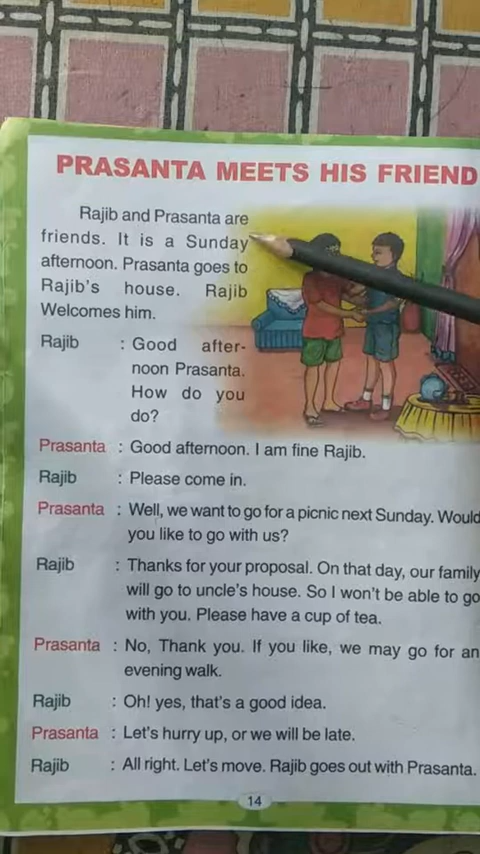 PRASANTA MEETS HIS FRIEND
Rajib and Prasanta are
friends. It is a Sunday
afternoon. Prasanta goes to
Rajib's house. Rajib
Welcomes him.
Rajib : Good after-
noon Prasanta.
How do you
do?
Prasanta : Good afternoon. I am fine Rajib.
Rajib : Please come in.
Prasanta : Well, we want to go for a picnic next Sunday. Would
you like to go with us?
Rajib : Thanks for your proposal. On that day, our family
will go to uncle's house. So I won't be able to go
with you. Please have a cup of tea.
Prasanta : No, Thank you. If you like, we may go for an
evening walk.
Rajib : Oh! yes, that's a good idea.
Prasanta : Let's hurry up, or we will be late.
Rajib : All right. Let's move. Rajib goes out with Prasanta.
14